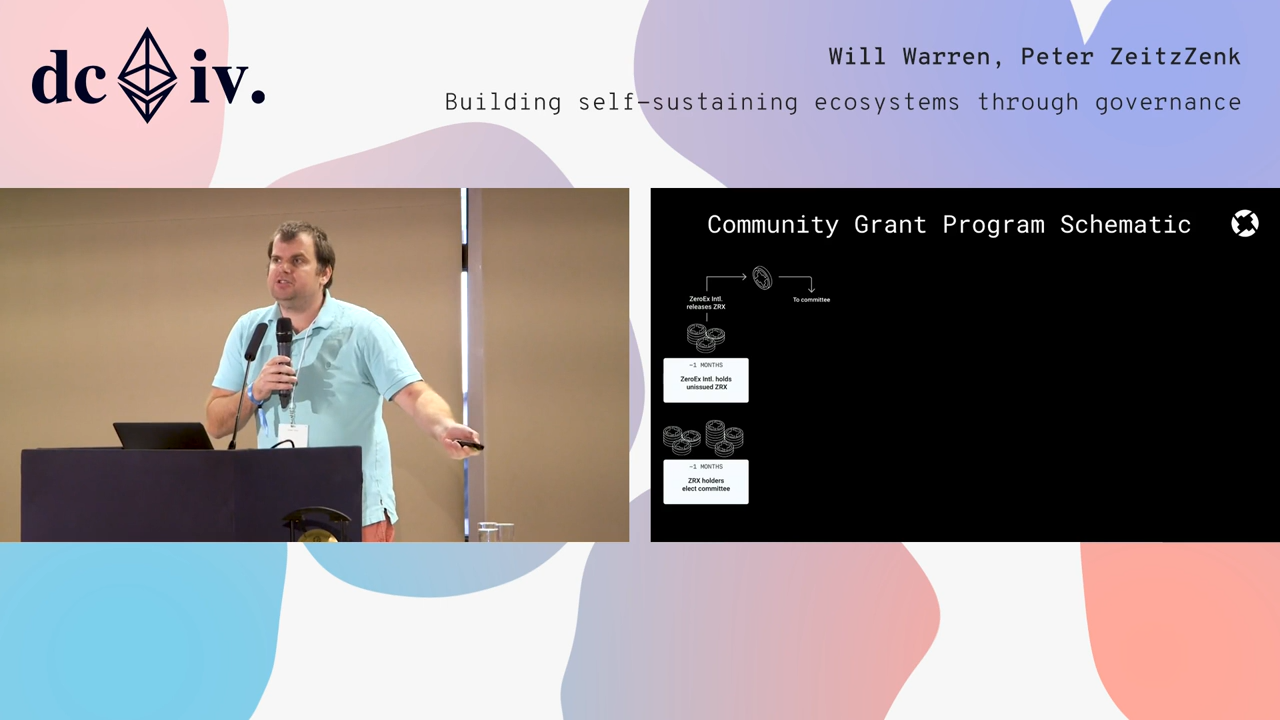 dc iv.
Will Warren, Peter ZeitzZenk
Building self-sustaining ecosystems through governance
Community Grant Program Schematic
ZeroEx Intl.
releases ZRX
To committee
~1 MONTHS
ZeroEx Intl. holds
unissued ZRX
~1 MONTHS
ZRX holders
elect committee